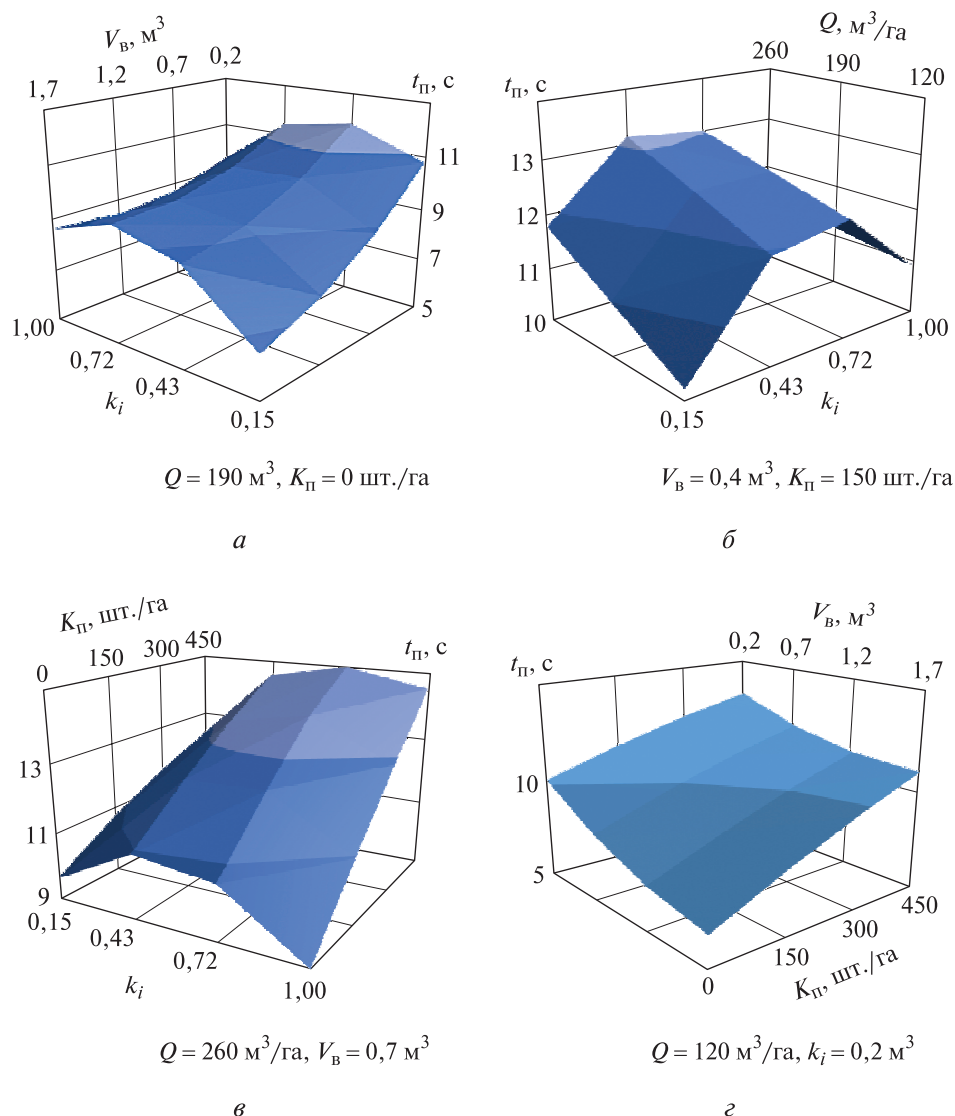 V_в, м³
1,7 1,2 0,7 0,2
t_п, с
11
9
7
5
1,00 0,72 0,43 0,15
k_i
Q = 190 м³, K_п = 0 шт./га
а
Q, м³/га
260 190 120
t_п, с
13
12
11
10
0,15 0,43 0,72 1,00
k_i
V_в = 0,4 м³, K_п = 150 шт./га
б
K_п, шт./га
0 150 300 450
t_п, с
13
11
9
0,15 0,43 0,72 1,00
k_i
Q = 260 м³/га, V_в = 0,7 м³
в
V_в, м³
0,2 0,7 1,2 1,7
t_п, с
10
5
0 150 300 450
K_п, шт./га
Q = 120 м³/га, k_i = 0,2 м³
г